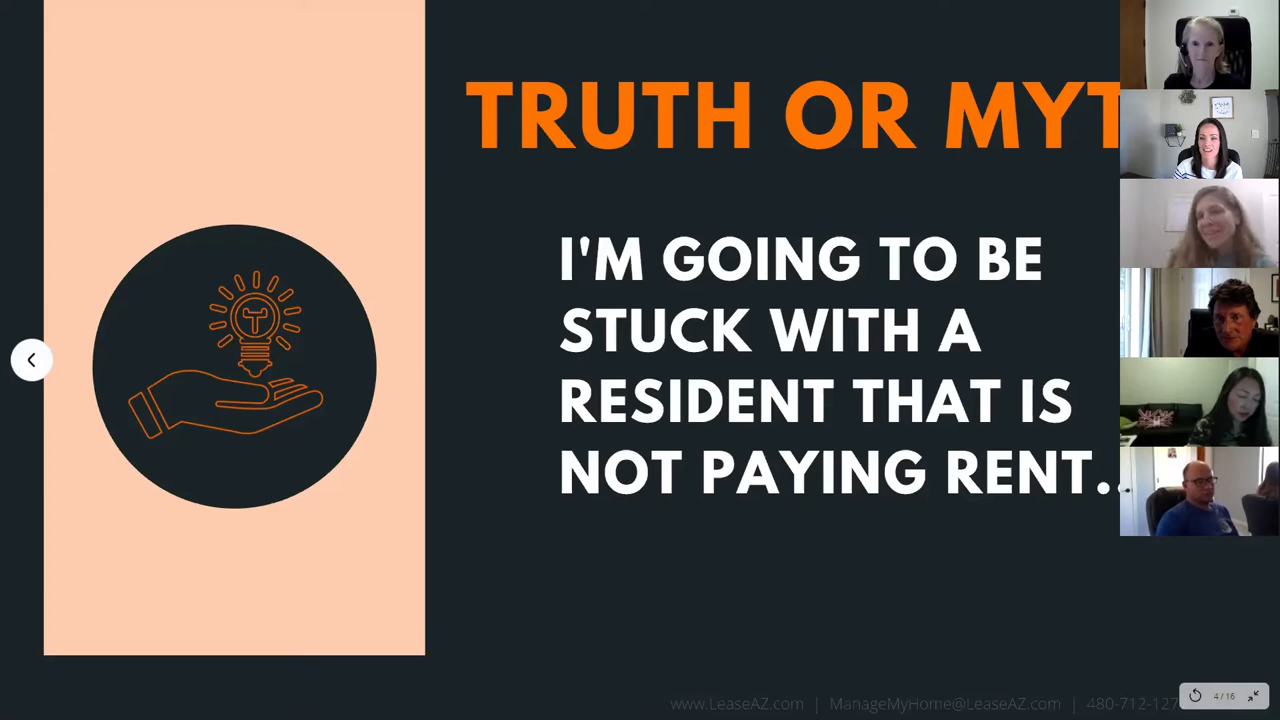 TRUTH OR MYT
I'M GOING TO BE
STUCK WITH A
RESIDENT THAT IS
NOT PAYING RENT..
www.LeaseAZ.com | ManageMyHome@LeaseAZ.com | 480-712-127
4 / 16